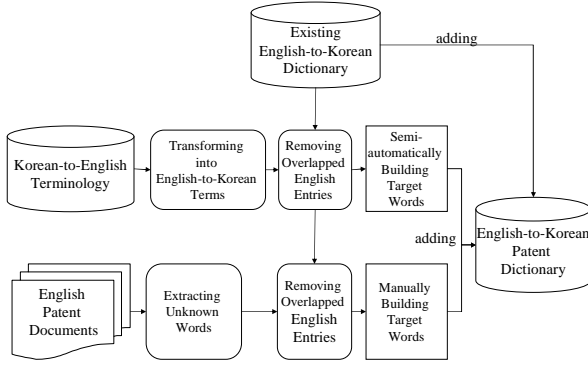 Existing
English-to-Korean
Dictionary
adding
Korean-to-English
Terminology
Transforming
into
English-to-Korean
Terms
Removing
Overlapped
English
Entries
Semi-
automatically
Building
Target
Words
English-to-Korean
Patent
Dictionary
adding
English
Patent
Documents
Extracting
Unknown
Words
Removing
Overlapped
English
Entries
Manually
Building
Target
Words